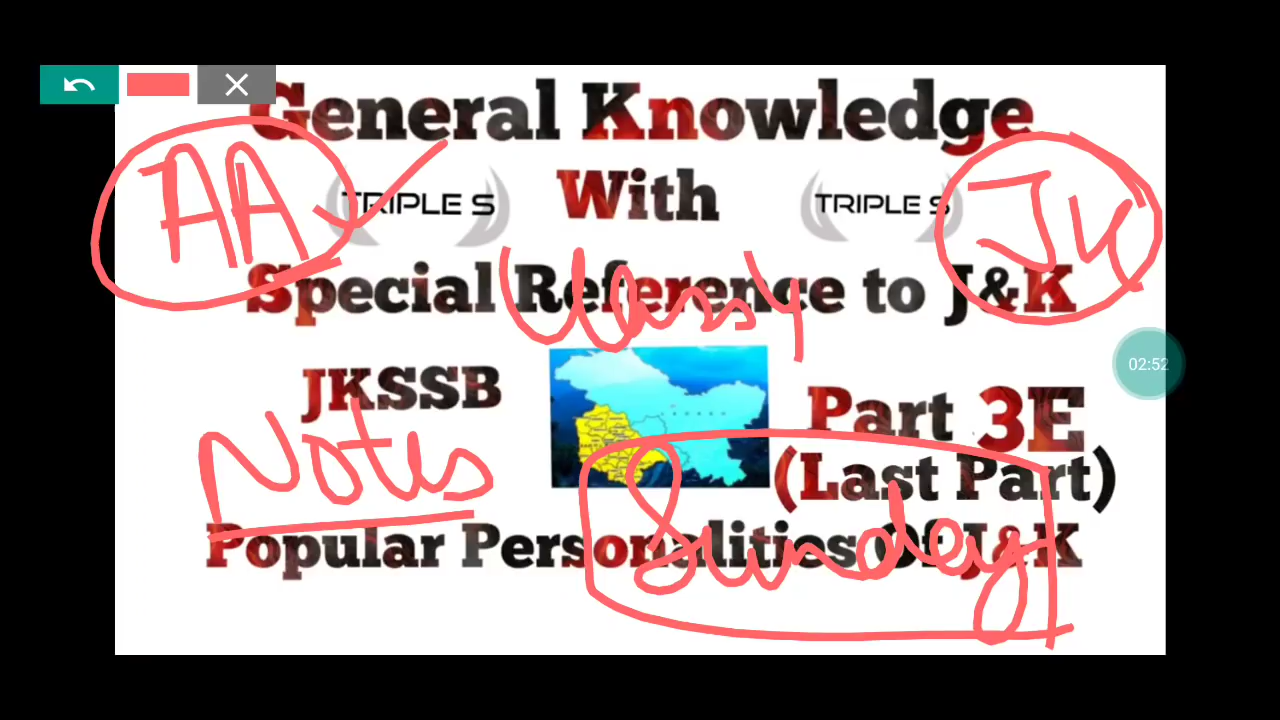 General Knowledge
AA TRIPLE S With TRIPLE S JK
Special Reference to J&K
JKSSB
02:52
Part 3E
Notes
(Last Part)
Popular Personalities Of J&K
Sunday